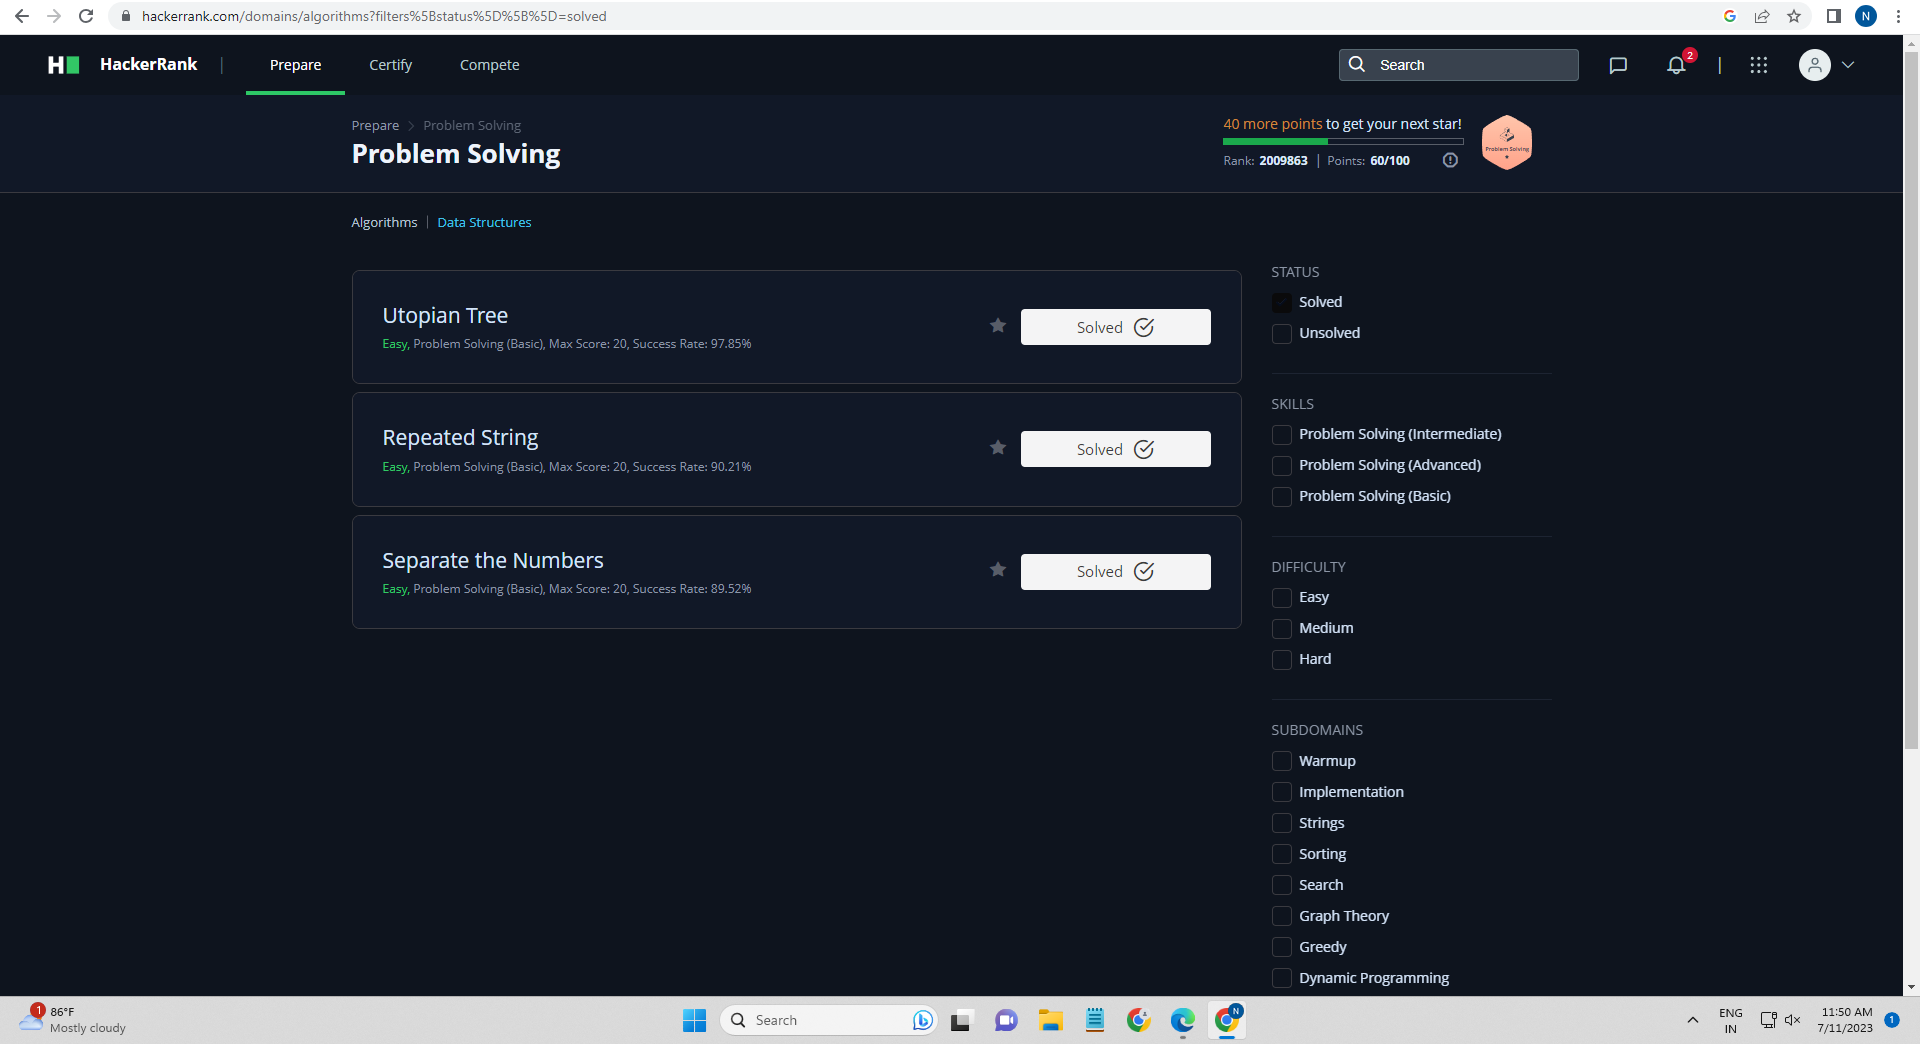 hackerrank.com/domains/algorithms?filters%5Bstatus%5D%5B%5D=solved
N
H
HackerRank
Prepare
Certify
Compete
Search
2
Prepare > Problem Solving
Problem Solving
40 more points to get your next star!
Rank: 2009863 | Points: 60/100
Problem Solving
Algorithms | Data Structures
Utopian Tree
Easy, Problem Solving (Basic), Max Score: 20, Success Rate: 97.85%
Solved
Repeated String
Easy, Problem Solving (Basic), Max Score: 20, Success Rate: 90.21%
Solved
Separate the Numbers
Easy, Problem Solving (Basic), Max Score: 20, Success Rate: 89.52%
Solved
STATUS
Solved
Unsolved
SKILLS
Problem Solving (Intermediate)
Problem Solving (Advanced)
Problem Solving (Basic)
DIFFICULTY
Easy
Medium
Hard
SUBDOMAINS
Warmup
Implementation
Strings
Sorting
Search
Graph Theory
Greedy
Dynamic Programming
1
86°F
Mostly cloudy
Search
N
ENG
IN
11:50 AM
7/11/2023
1